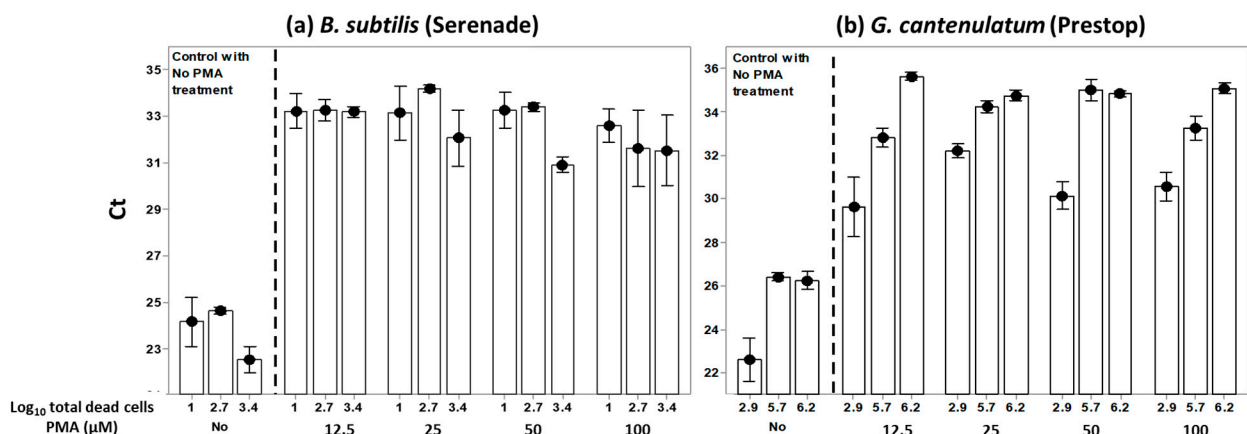 (a) B. subtilis (Serenade)
(b) G. cantenulatum (Prestop)
Control with
No PMA
treatment
Control with
No PMA
treatment
Ct
35
33
31
29
27
25
23
36
34
32
30
28
26
24
22
Log10 total dead cells
1 2.7 3.4 1 2.7 3.4 1 2.7 3.4 1 2.7 3.4 1 2.7 3.4
2.9 5.7 6.2 2.9 5.7 6.2 2.9 5.7 6.2 2.9 5.7 6.2 2.9 5.7 6.2
PMA (μM)
No 12.5 25 50 100
No 12.5 25 50 100